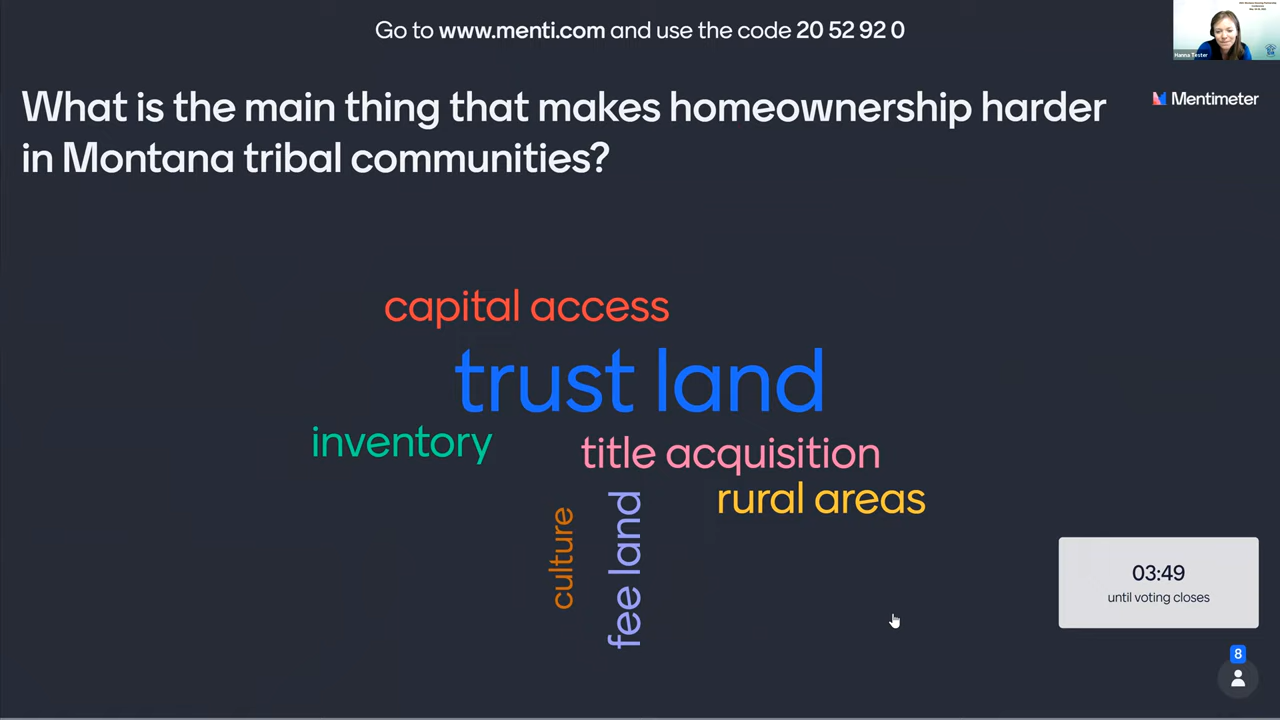 Go to www.menti.com and use the code 20 52 92 0
Hanna Tester
Mentimeter
What is the main thing that makes homeownership harder
in Montana tribal communities?
capital access
trust land
inventory
title acquisition
rural areas
culture
fee land
03:49
until voting closes
8